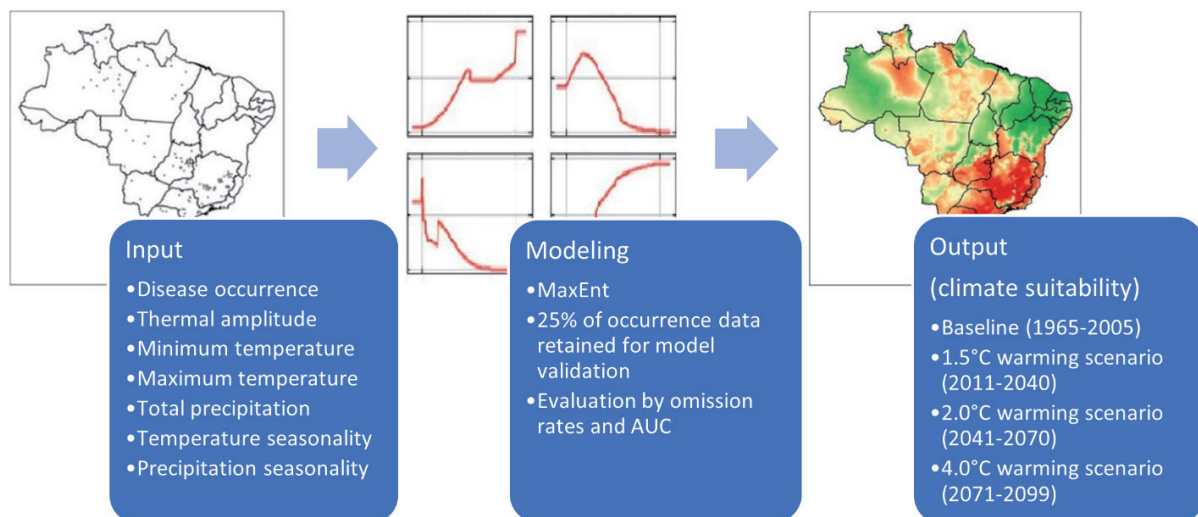 Input
•Disease occurrence
•Thermal amplitude
•Minimum temperature
•Maximum temperature
•Total precipitation
•Temperature seasonality
•Precipitation seasonality
Modeling
•MaxEnt
•25% of occurrence data
retained for model
validation
•Evaluation by omission
rates and AUC
Output
(climate suitability)
•Baseline (1965-2005)
•1.5°C warming scenario
(2011-2040)
•2.0°C warming scenario
(2041-2070)
•4.0°C warming scenario
(2071-2099)